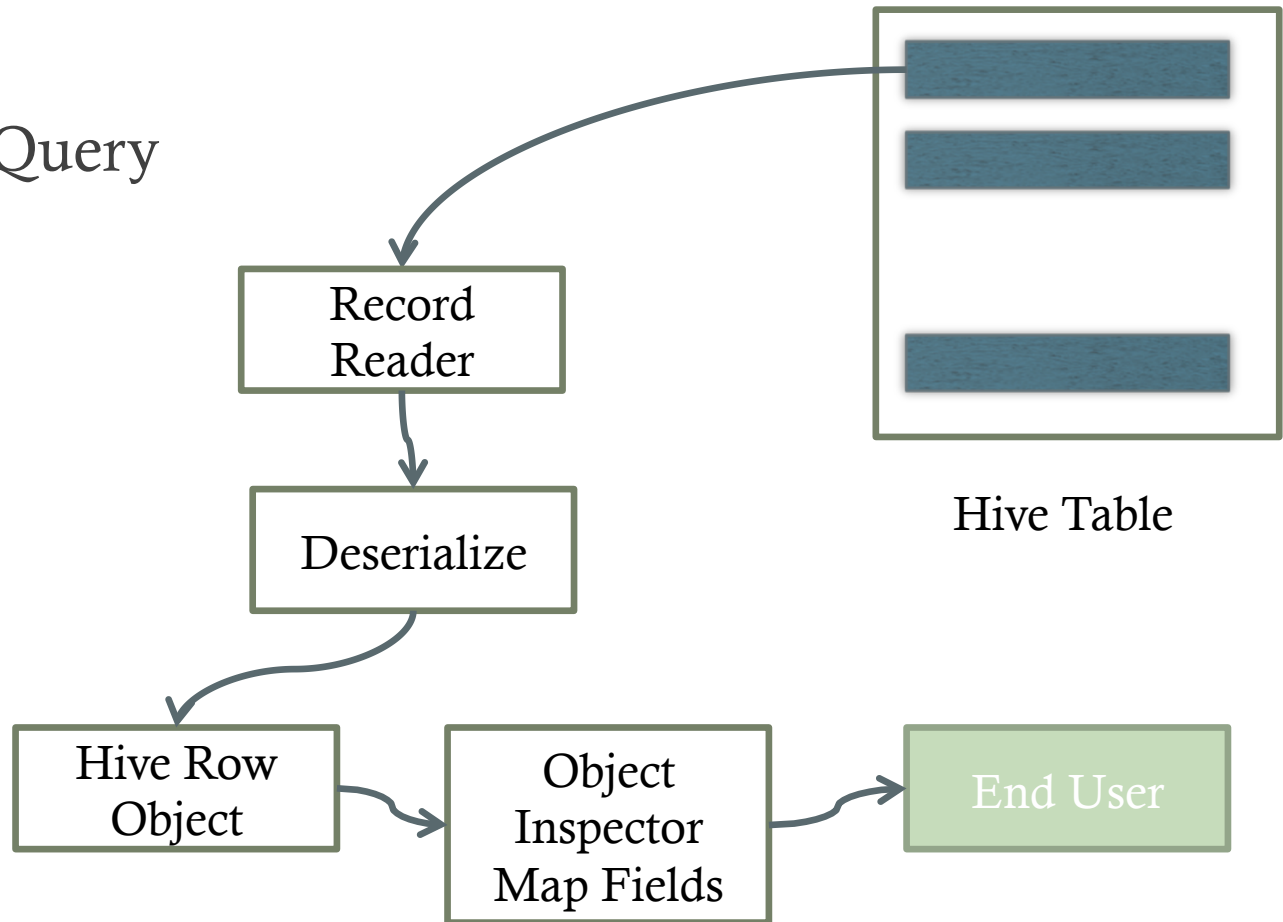 Query
Record
Reader
Deserialize
Hive Table
Hive Row
Object
Object
Inspector
Map Fields
End User